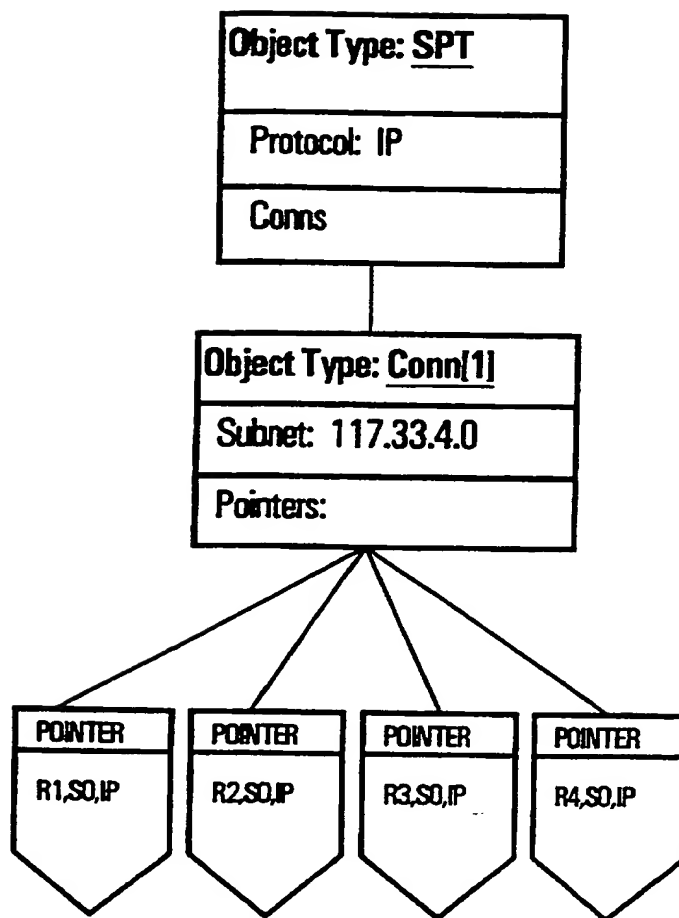 Object Type: SPT
Protocol: IP
Conns
Object Type: Conn[1]
Subnet: 117.33.4.0
Pointers:
POINTER
R1,S0,IP
POINTER
R2,S0,IP
POINTER
R3,S0,IP
POINTER
R4,S0,IP